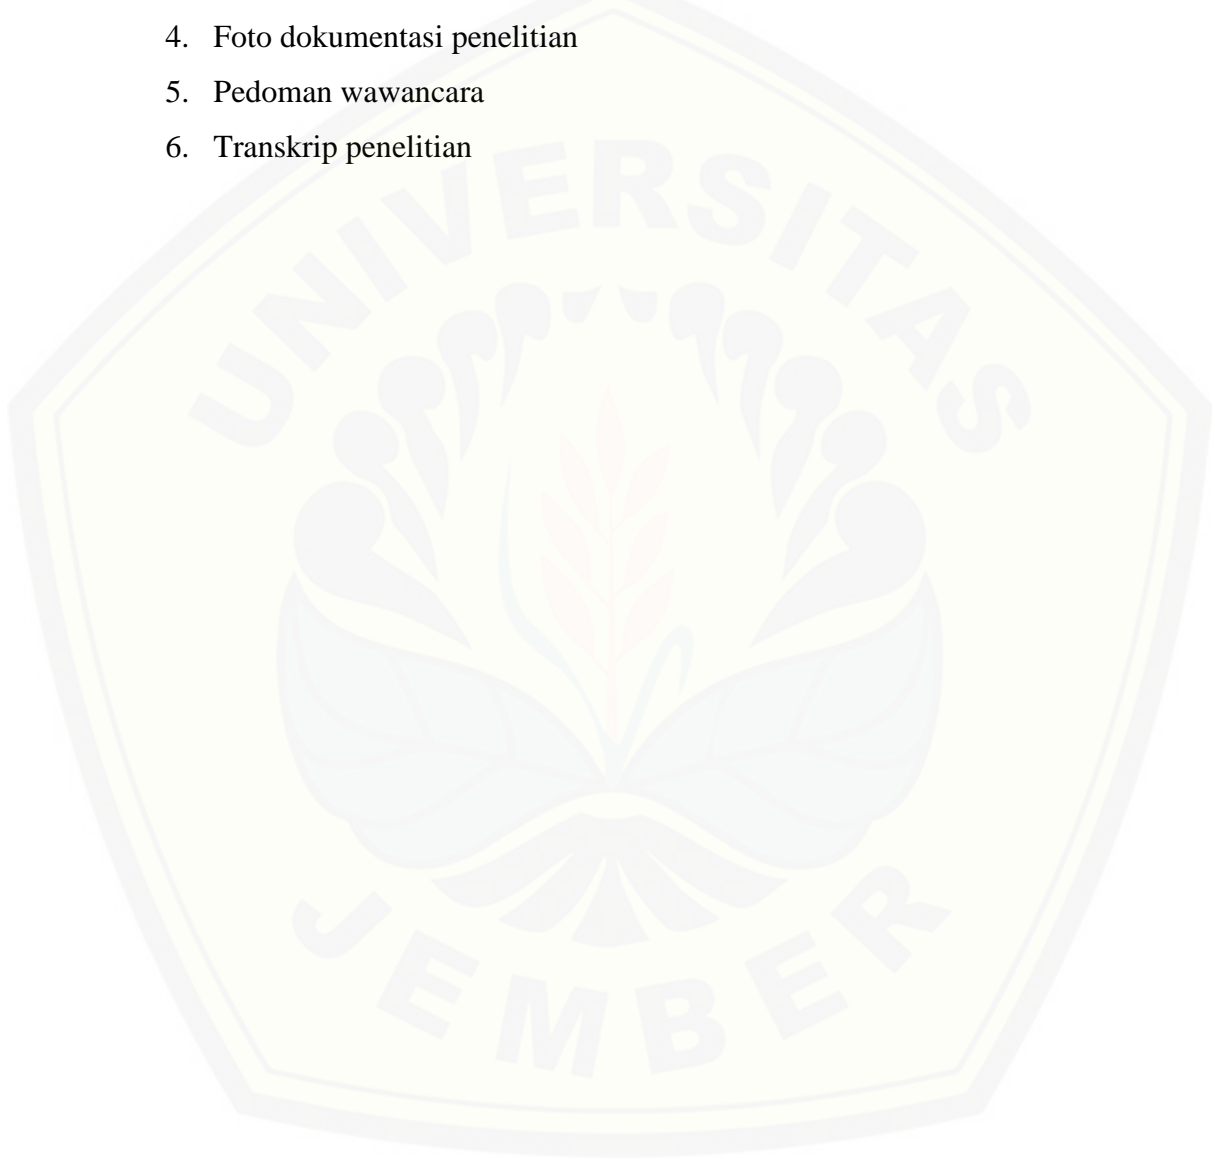 4. Foto dokumentasi penelitian
5. Pedoman wawancara
6. Transkrip penelitian
UNIVERSITAS
JEMBER